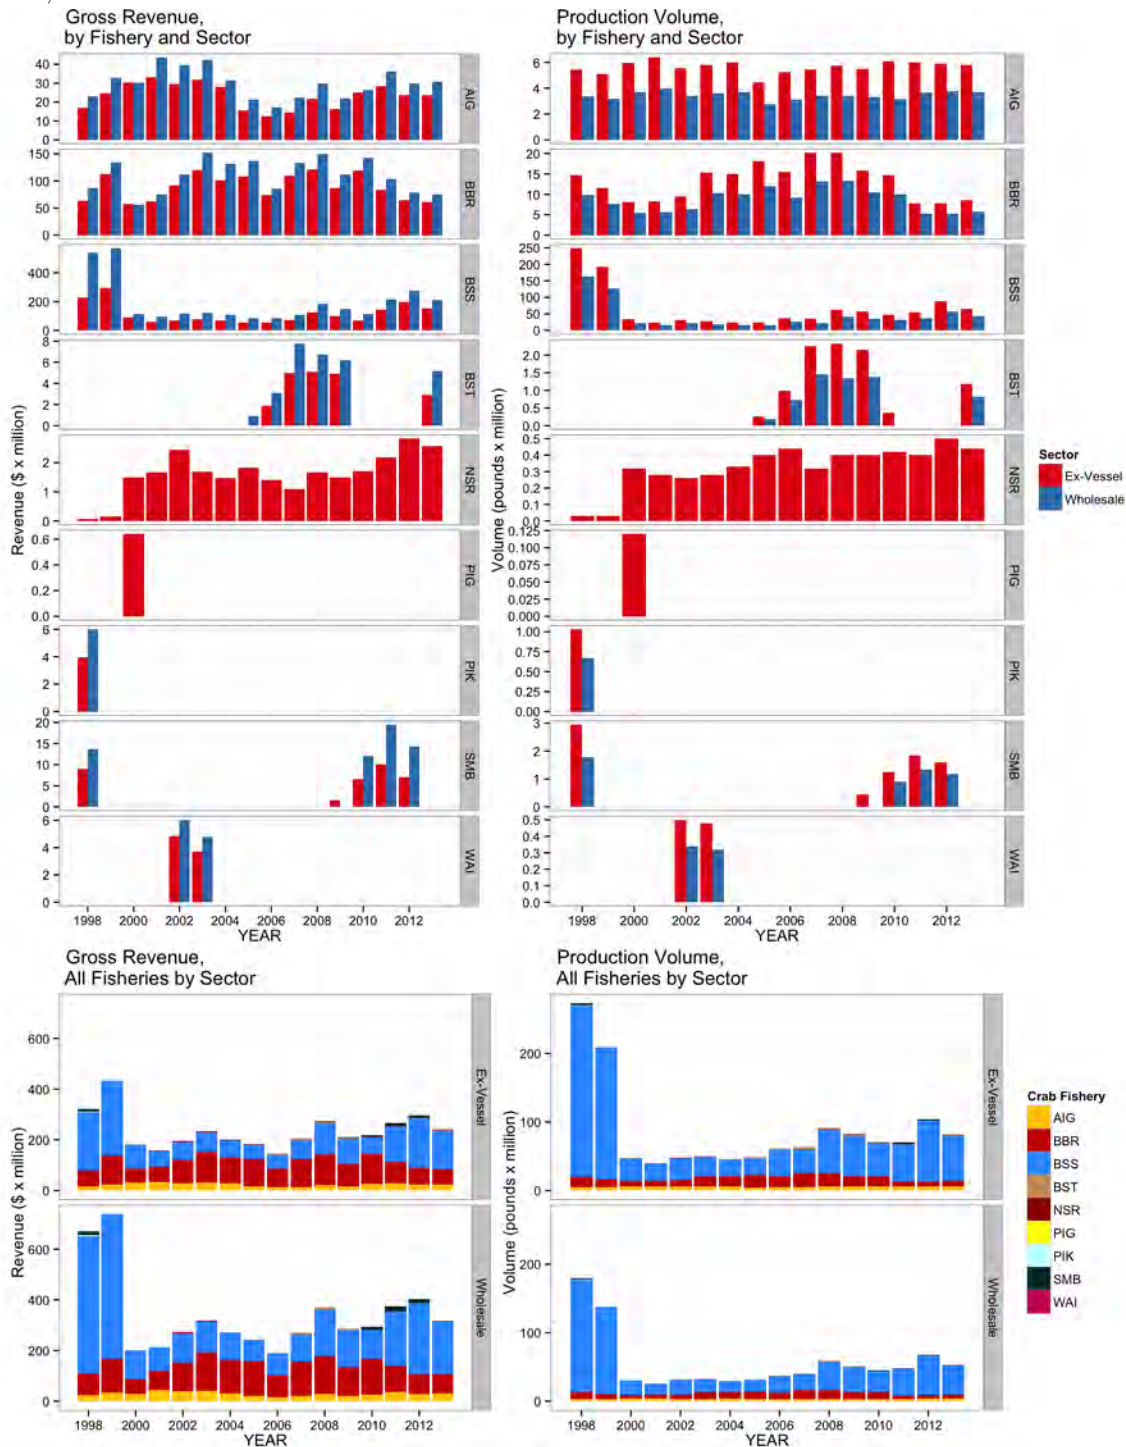 Gross Revenue,
by Fishery and Sector
40
30
20
10
0
AIG
150
100
50
0
BBR
400
200
0
BSS
8
6
4
2
0
BST
2
1
0
NSR
0.6
0.4
0.2
0.0
PIG
6
4
2
0
PIK
20
15
10
5
0
SMB
6
4
2
0
WAI
Revenue ($ x million)
1998 2000 2002 2004 2006 2008 2010 2012
YEAR
Production Volume,
by Fishery and Sector
6
4
2
0
AIG
20
15
10
5
0
BBR
250
200
150
100
50
0
BSS
2.0
1.5
1.0
0.5
0.0
BST
0.5
0.4
0.3
0.2
0.1
0.0
NSR
0.125
0.100
0.075
0.050
0.025
0.000
PIG
1.00
0.75
0.50
0.25
0.00
PIK
3
2
1
0
SMB
0.5
0.4
0.3
0.2
0.1
0.0
WAI
Volume (pounds x million)
1998 2000 2002 2004 2006 2008 2010 2012
YEAR
Sector
Ex-Vessel
Wholesale
Gross Revenue,
All Fisheries by Sector
600
400
200
0
Ex-Vessel
600
400
200
0
Wholesale
Revenue ($ x million)
1998 2000 2002 2004 2006 2008 2010 2012
YEAR
Production Volume,
All Fisheries by Sector
200
100
0
Ex-Vessel
200
100
0
Wholesale
Volume (pounds x million)
1998 2000 2002 2004 2006 2008 2010 2012
YEAR
Crab Fishery
AIG
BBR
BSS
BST
NSR
PIG
PIK
SMB
WAI